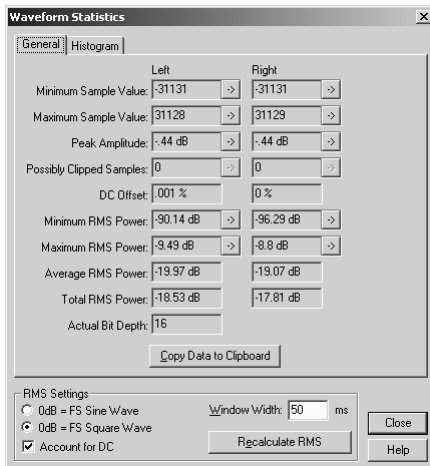 Waveform Statistics
General Histogram
Left Right
Minimum Sample Value: -31131 -> -31131 ->
Maximum Sample Value: 31128 -> 31129 ->
Peak Amplitude: -.44 dB -> -.44 dB ->
Possibly Clipped Samples: 0 -> 0 ->
DC Offset: .001 % 0 %
Minimum RMS Power: -90.14 dB -> -96.29 dB ->
Maximum RMS Power: -9.49 dB -> -8.8 dB ->
Average RMS Power: -19.97 dB -19.07 dB
Total RMS Power: -18.53 dB -17.81 dB
Actual Bit Depth: 16
Copy Data to Clipboard
RMS Settings
0dB = FS Sine Wave
0dB = FS Square Wave
Account for DC
Window Width: 50 ms
Recalculate RMS
Close
Help